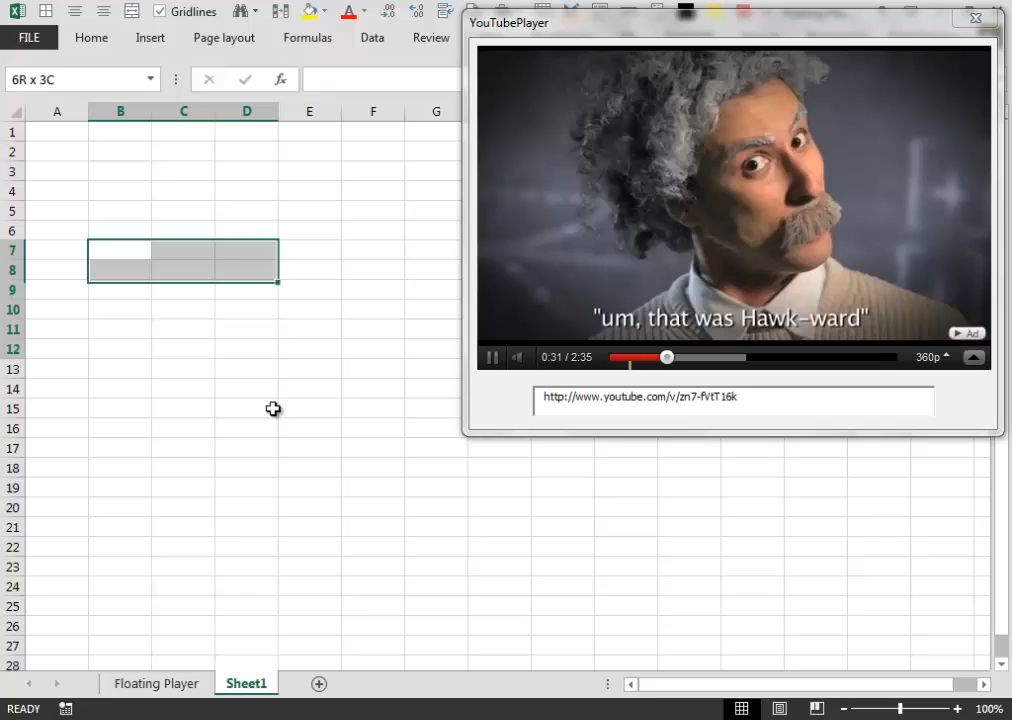 Gridlines
YouTubePlayer
FILE Home Insert Page layout Formulas Data Review
6R x 3C
A B C D E F G
1
2
3
4
5
6
7
8
9
10
11
12
13
14
15
16
17
18
19
20
21
22
23
24
25
26
27
28
"um, that was Hawk-ward"
Ad
0:31 / 2:35 360p
http://www.youtube.com/v/zn7-fVtT16k
Floating Player Sheet1
READY 100%